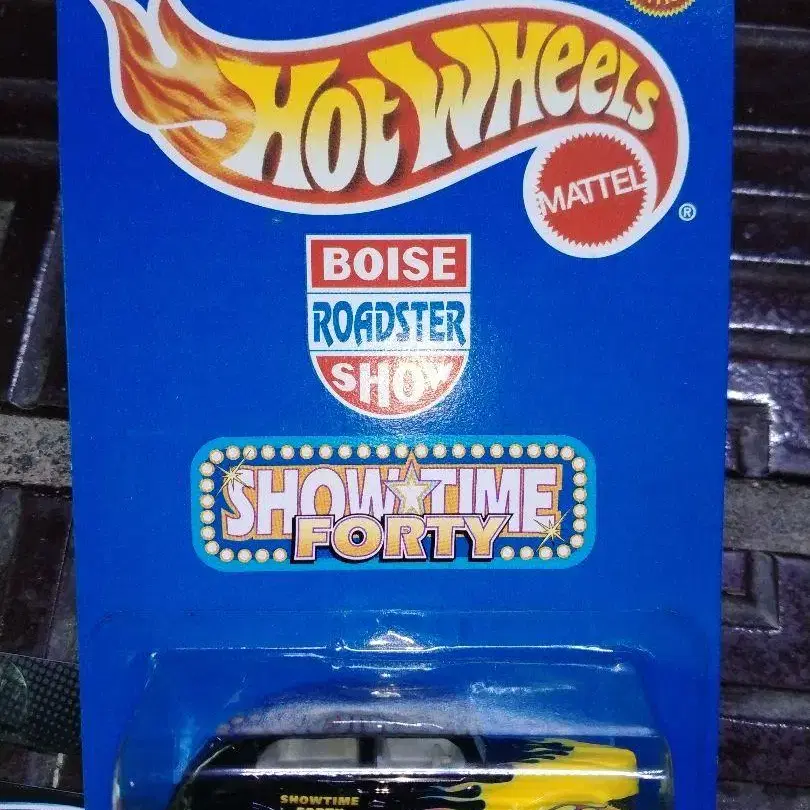 HOT WHEELS
MATTEL
®
BOISE
ROADSTER
SHOW
SHOWTIME
FORTY
SHOWTIME